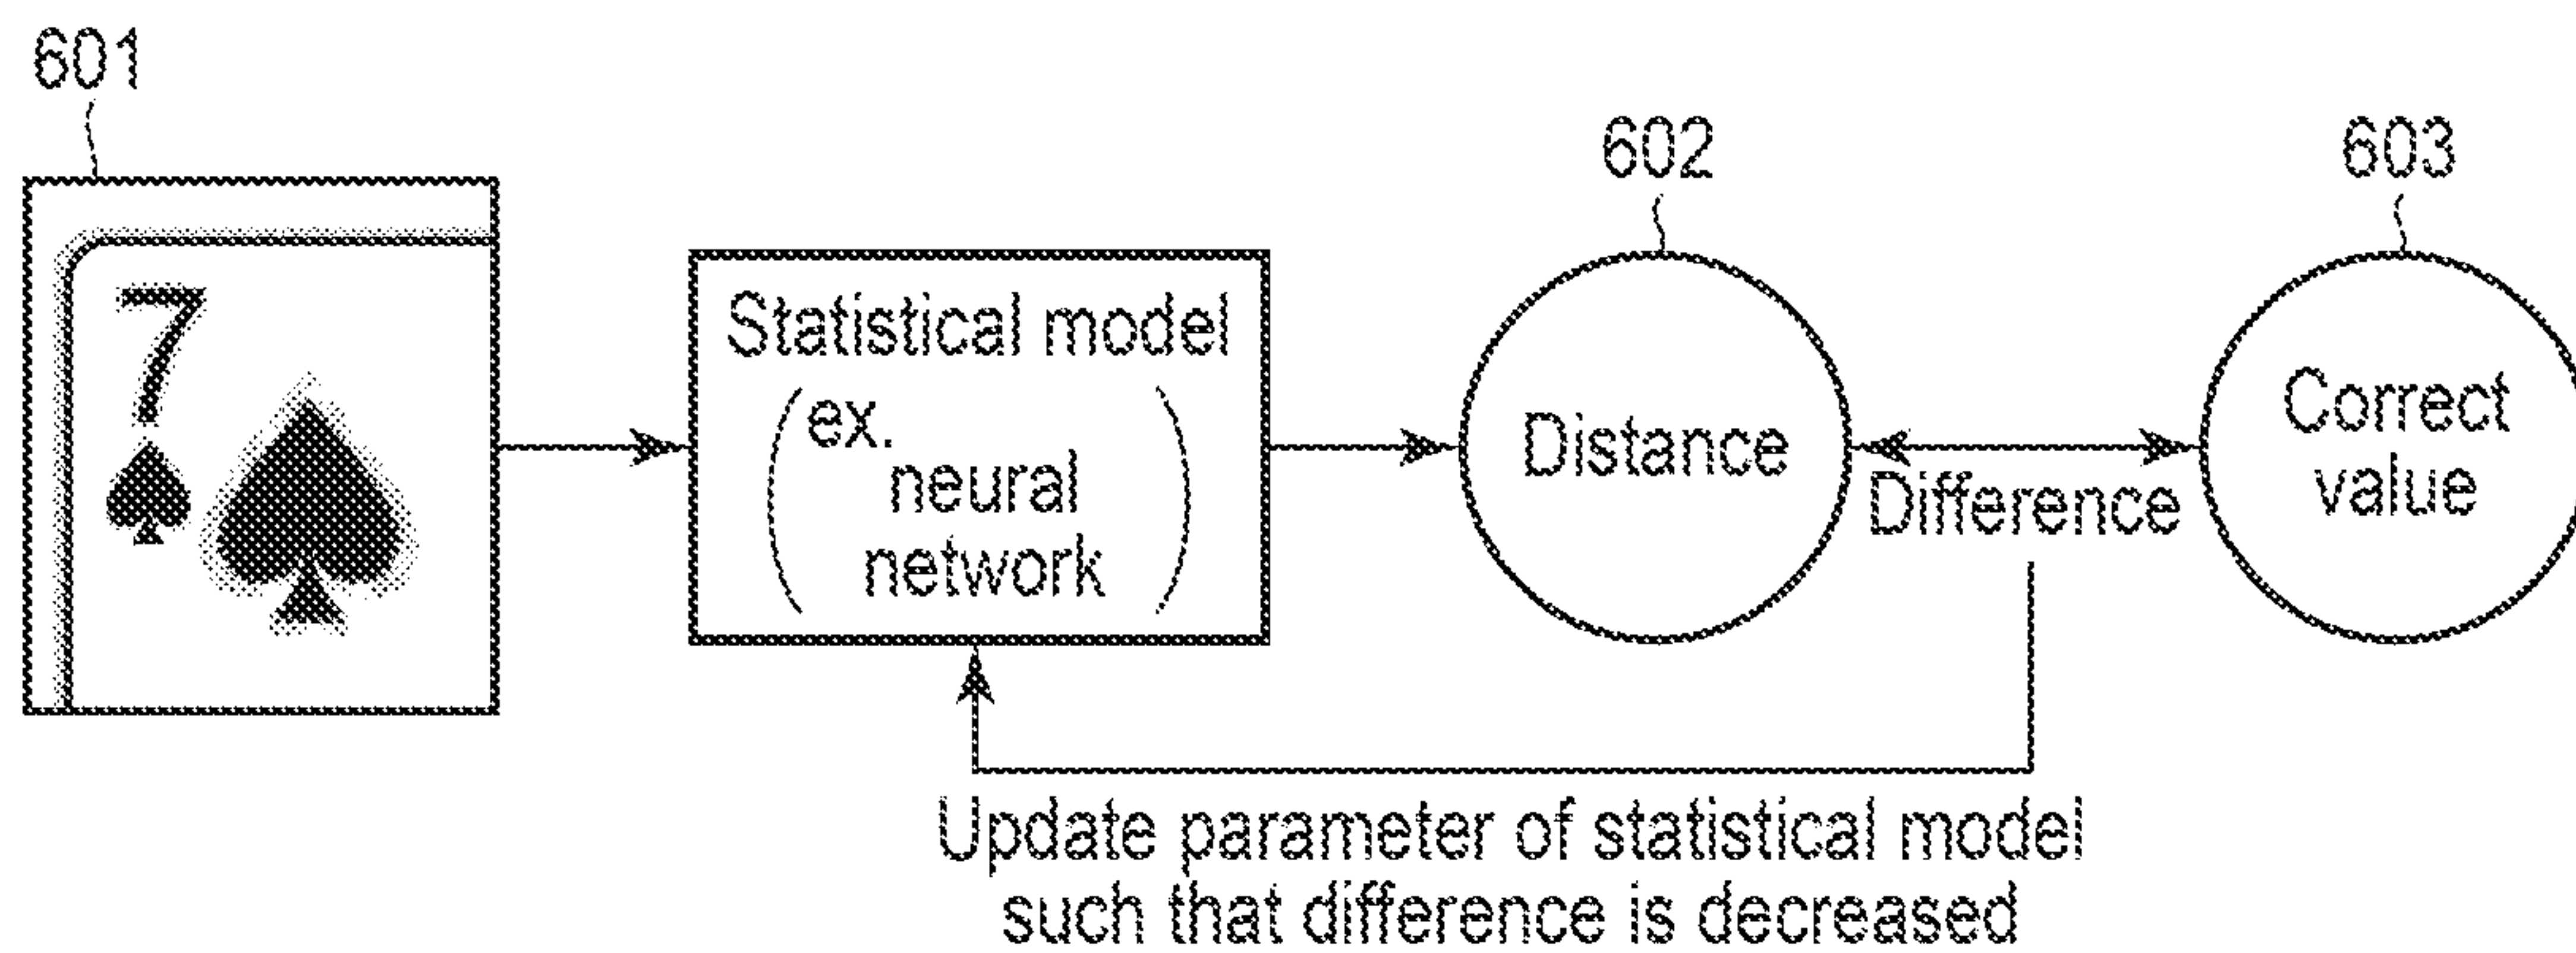 601
602
603
7
Statistical model
ex.
neural
network
Distance
Difference
Correct
value
Update parameter of statistical model
such that difference is decreased